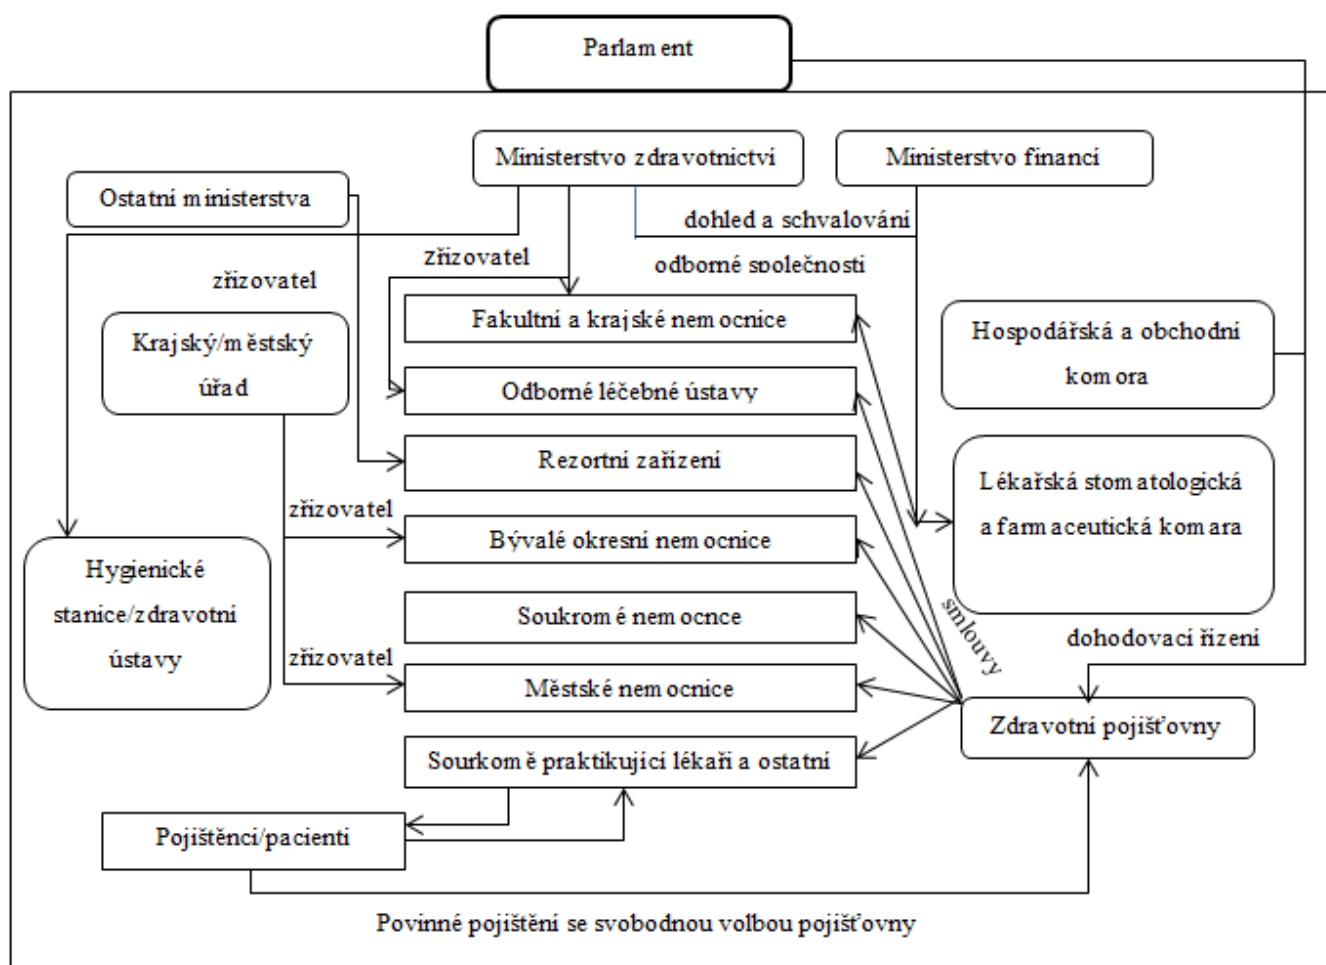 Parlament
Ministerstvo zdravotnictví
Ministerstvo financí
Ostatní ministerstva
dohled a schvalování
zřizovatel
odborné společnosti
zřizovatel
Fakultní a krajské nemocnice
Hospodářská a obchodní
komora
Krajský/městský
úřad
Odborné léčebné ústavy
Rezortní zařízení
Lékařská stomatologická
a farmaceutická komara
zřizovatel
Bývalé okresní nemocnice
Hygienické
stanice/zdravotní
ústavy
Soukromé nemocnce
smlouvy
dohodovací řízení
zřizovatel
Městské nemocnice
Zdravotní pojišťovny
Sourkomě praktikující lékaři a ostatní
Pojištěnci/pacienti
Povinné pojištění se svobodnou volbou pojišťovny